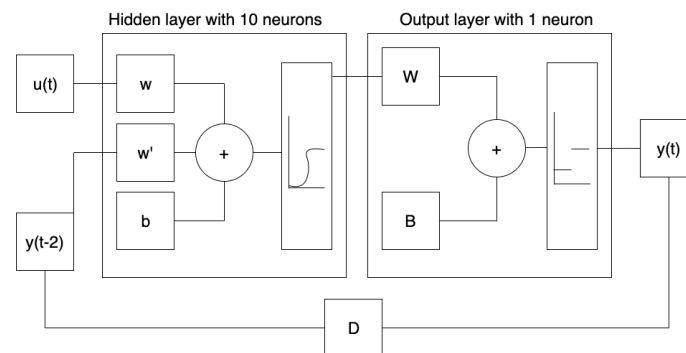 Hidden layer with 10 neurons
Output layer with 1 neuron
u(t)
w
w'
+
b
y(t-2)
W
+
B
y(t)
D